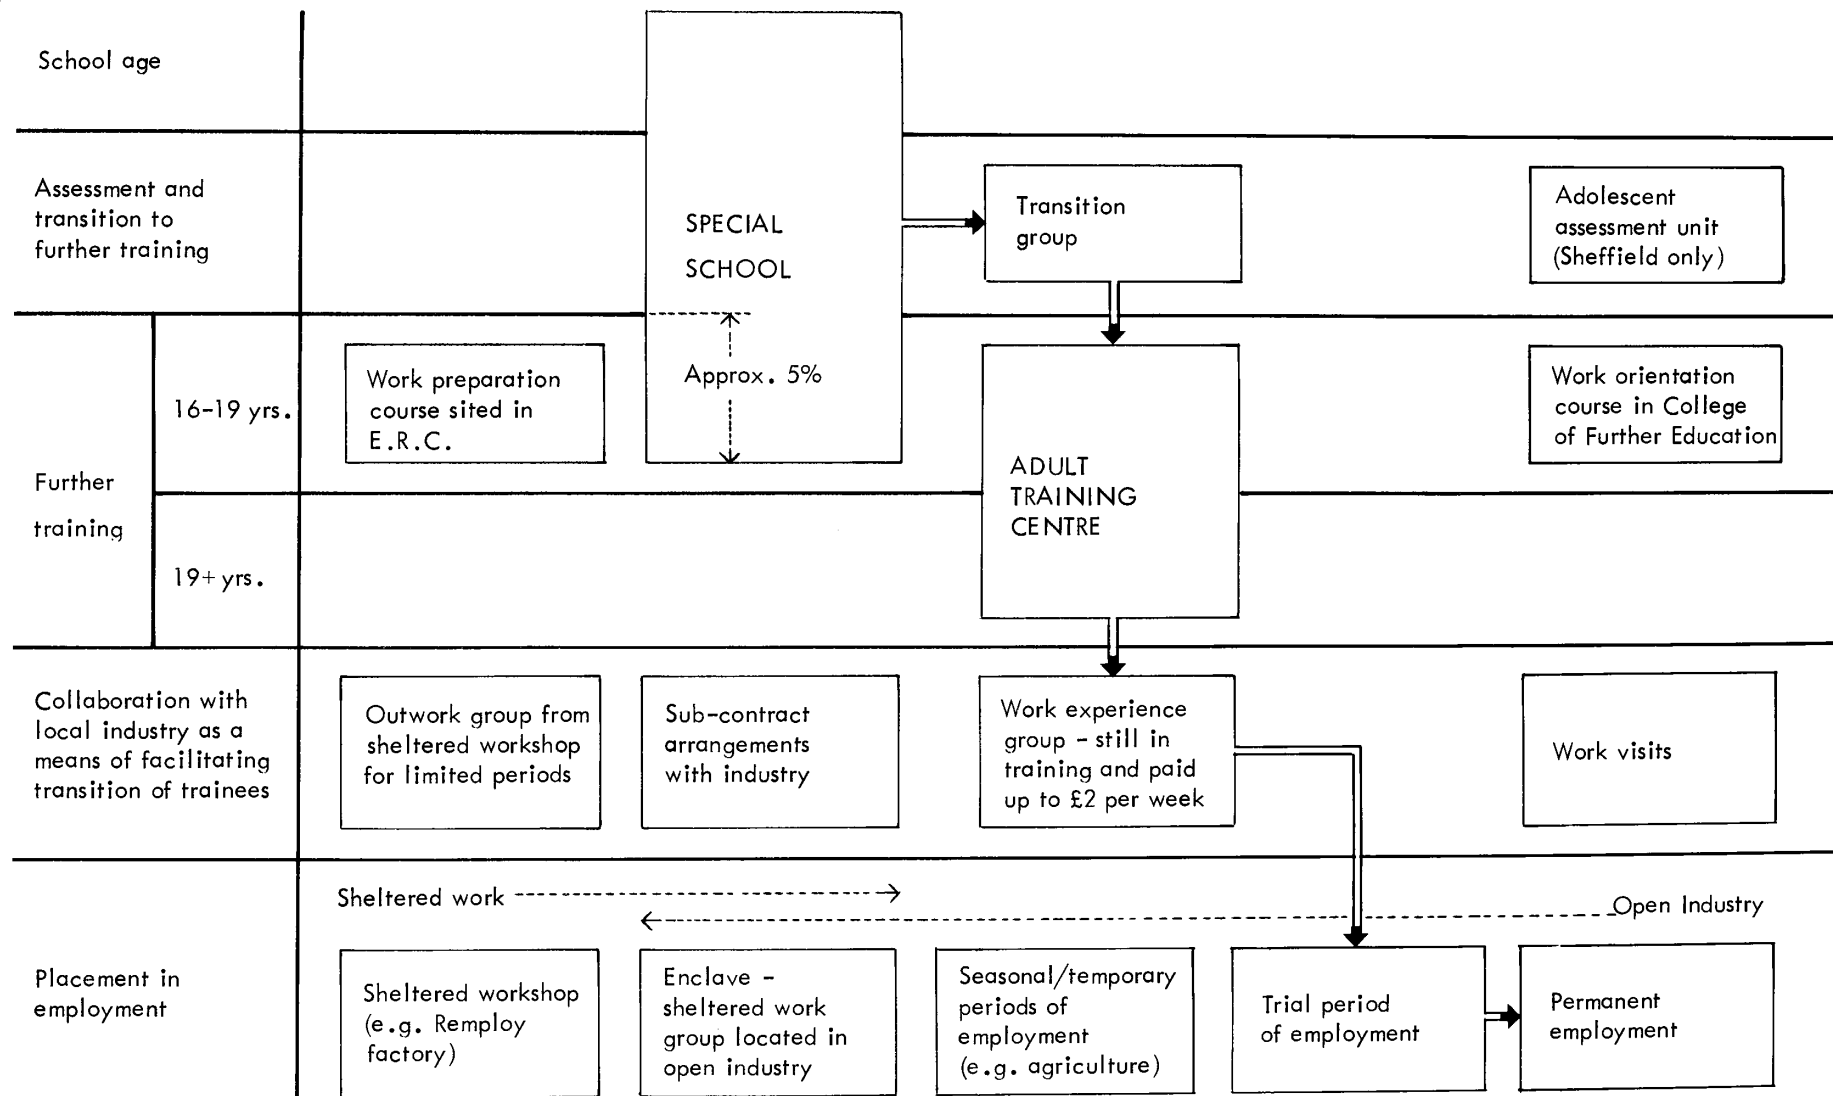 School age
Assessment and
transition to
further training
SPECIAL
SCHOOL
Transition
group
Adolescent
assessment unit
(Sheffield only)
Further
training
16-19 yrs.
Work preparation
course sited in
E.R.C.
Approx. 5%
ADULT
TRAINING
CENTRE
Work orientation
course in College
of Further Education
19+ yrs.
Collaboration with
local industry as a
means of facilitating
transition of trainees
Outwork group from
sheltered workshop
for limited periods
Sub-contract
arrangements
with industry
Work experience
group - still in
training and paid
up to £2 per week
Work visits
Sheltered work
Open Industry
Placement in
employment
Sheltered workshop
(e.g. Remploy
factory)
Enclave -
sheltered work
group located in
open industry
Seasonal/temporary
periods of
employment
(e.g. agriculture)
Trial period
of employment
Permanent
employment